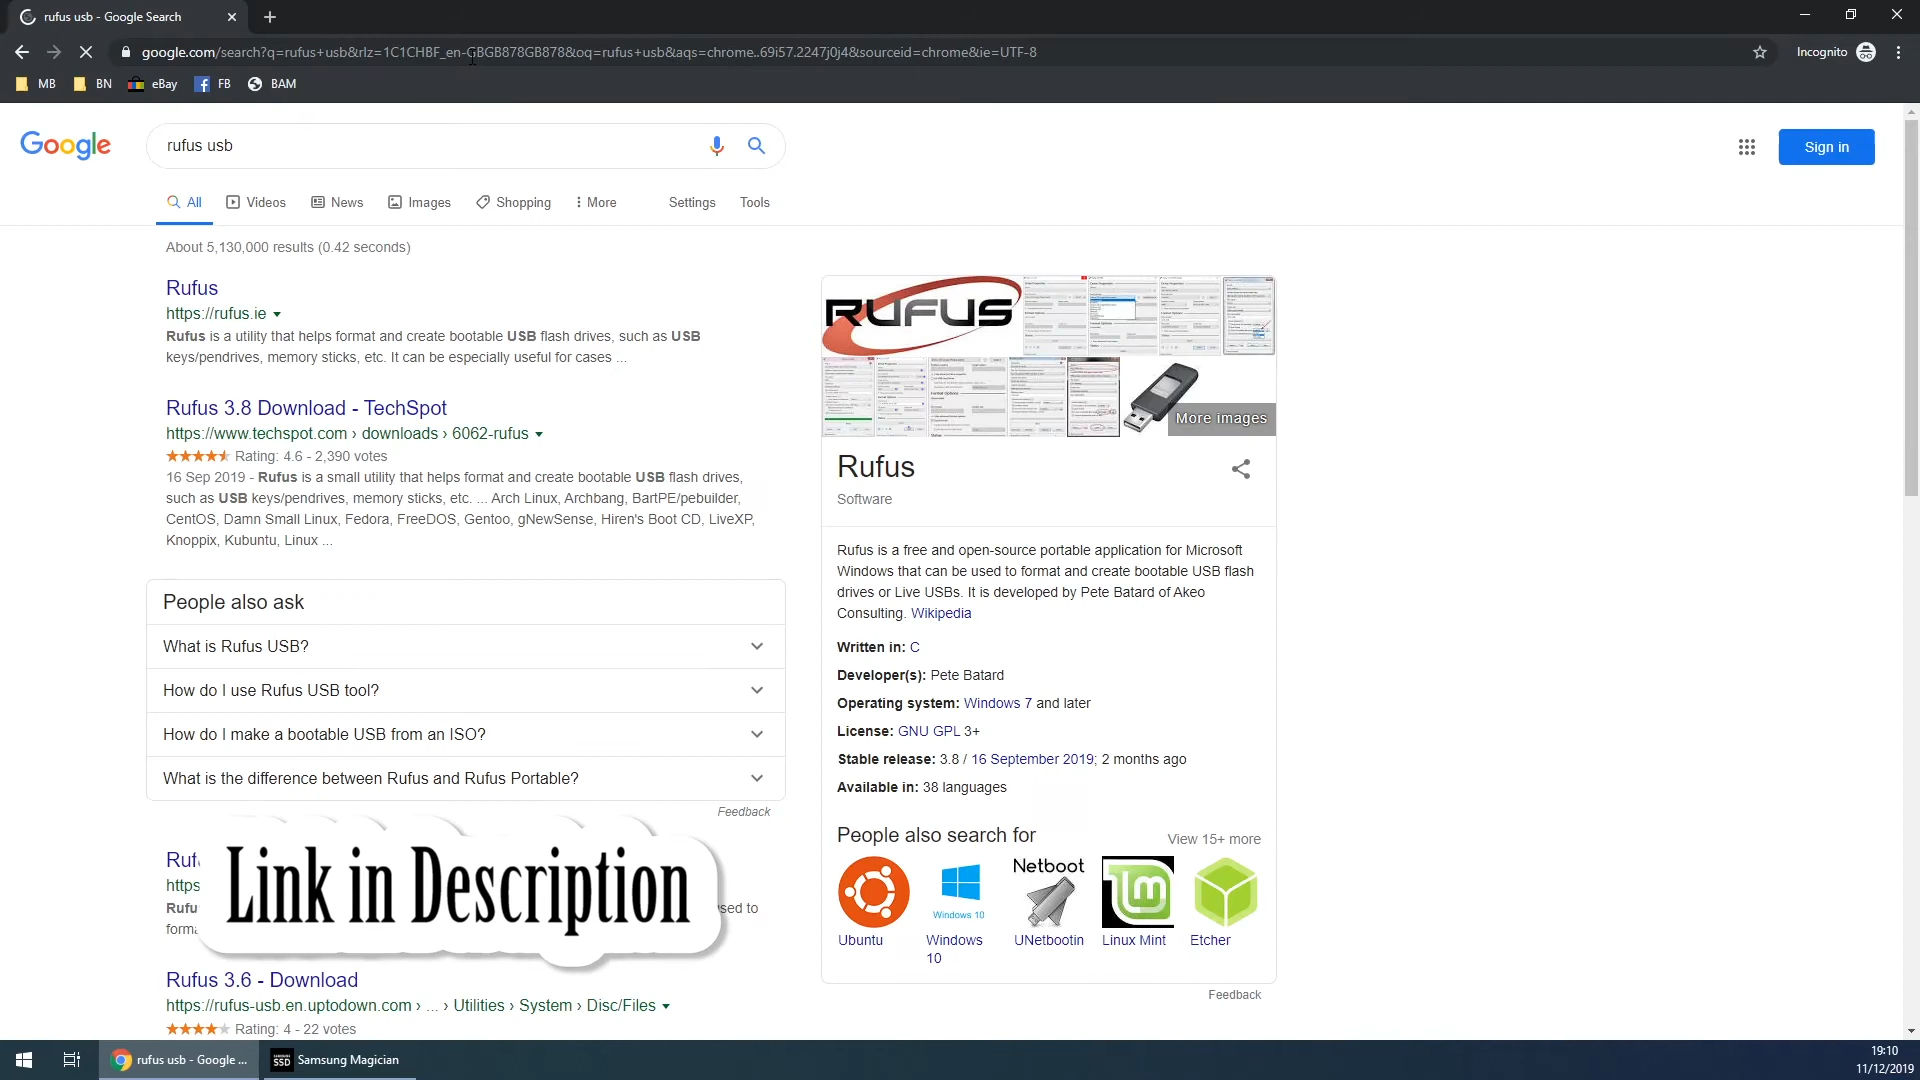 rufus usb - Google Search
google.com/search?q=rufus+usb&rlz=1C1CHBF_en-GBGB878GB878&oq=rufus+usb&aqs=chrome..69i57.2247j0j4&sourceid=chrome&ie=UTF-8
Incognito
MB BN eBay FB BAM
Google
rufus usb
Sign in
All Videos News Images Shopping More Settings Tools
About 5,130,000 results (0.42 seconds)
Rufus
https://rufus.ie
Rufus is a utility that helps format and create bootable USB flash drives, such as USB
keys/pendrives, memory sticks, etc. It can be especially useful for cases ...
Rufus 3.8 Download - TechSpot
https://www.techspot.com › downloads › 6062-rufus
Rating: 4.6 - 2,390 votes
16 Sep 2019 - Rufus is a small utility that helps format and create bootable USB flash drives,
such as USB keys/pendrives, memory sticks, etc. ... Arch Linux, Archbang, BartPE/pebuilder,
CentOS, Damn Small Linux, Fedora, FreeDOS, Gentoo, gNewSense, Hiren's Boot CD, LiveXP,
Knoppix, Kubuntu, Linux ...
People also ask
What is Rufus USB?
How do I use Rufus USB tool?
How do I make a bootable USB from an ISO?
What is the difference between Rufus and Rufus Portable?
Feedback
Link in Description
sed to
Rufus 3.6 - Download
https://rufus-usb.en.uptodown.com › ... › Utilities › System › Disc/Files
Rating: 4 - 22 votes
RUFUS
More images
Rufus
Software
Rufus is a free and open-source portable application for Microsoft
Windows that can be used to format and create bootable USB flash
drives or Live USBs. It is developed by Pete Batard of Akeo
Consulting. Wikipedia
Written in: C
Developer(s): Pete Batard
Operating system: Windows 7 and later
License: GNU GPL 3+
Stable release: 3.8 / 16 September 2019; 2 months ago
Available in: 38 languages
People also search for
View 15+ more
Netboot
Windows 10
Ubuntu Windows UNetbootin Linux Mint Etcher
10
Feedback
rufus usb - Google ...
SAMSUNG SSD
Samsung Magician
19:10
11/12/2019